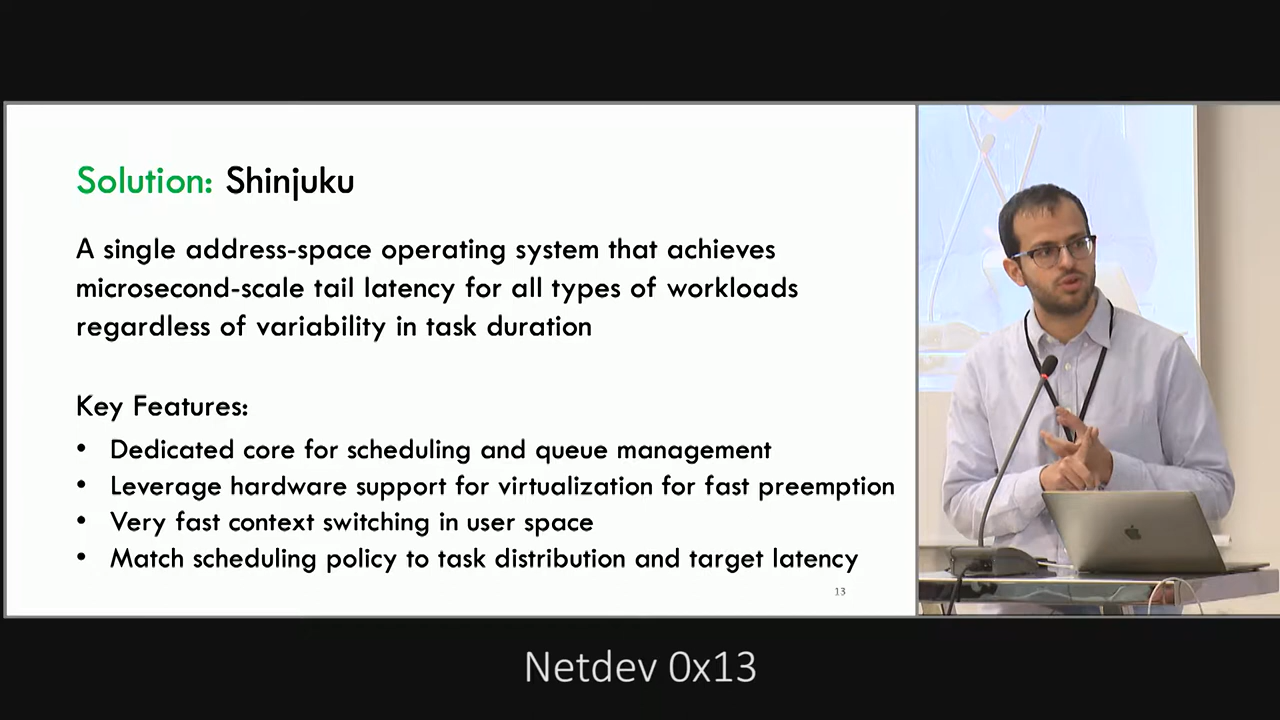 Solution: Shinjuku
A single address-space operating system that achieves
microsecond-scale tail latency for all types of workloads
regardless of variability in task duration
Key Features:
• Dedicated core for scheduling and queue management
• Leverage hardware support for virtualization for fast preemption
• Very fast context switching in user space
• Match scheduling policy to task distribution and target latency
13
Netdev 0x13